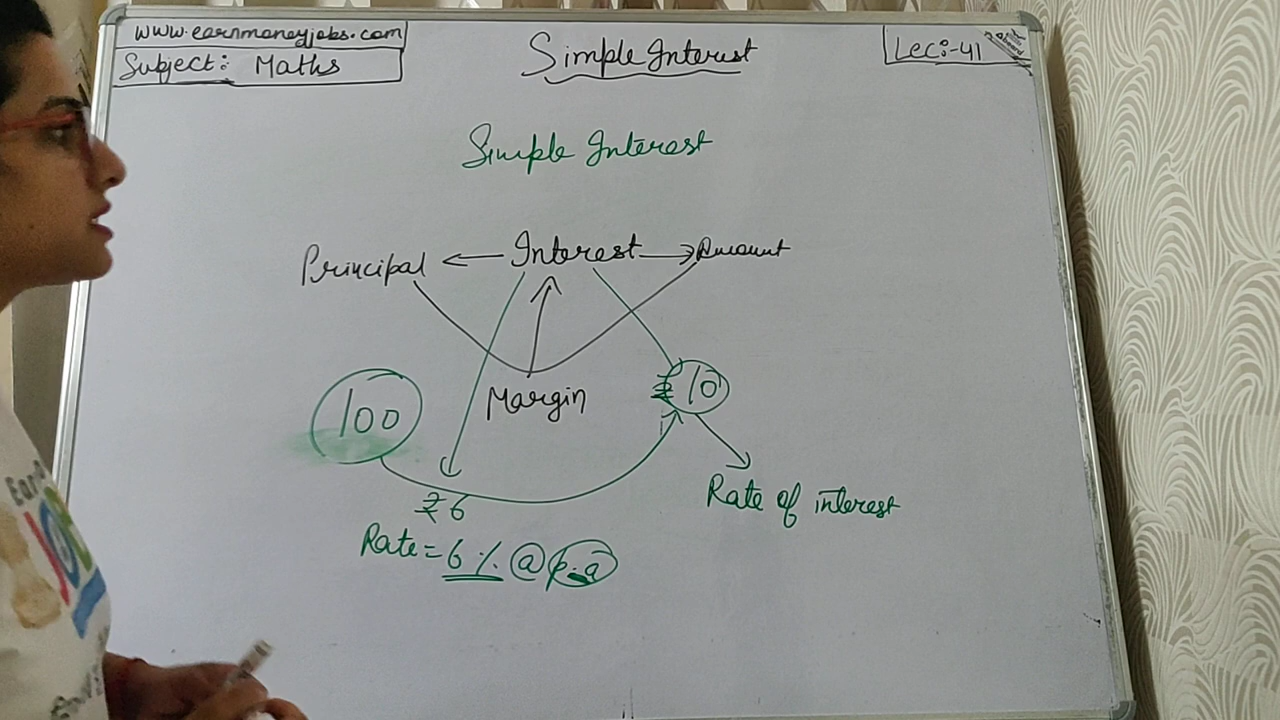 www.earnmoneyjobs.com
Subject: Maths
Simple Interest
Lec:-41
Simple Interest
Principal ← Interest → Amount
Margin
100
₹ 10
₹ 6
Rate = 6 % @ p.a
Rate of interest